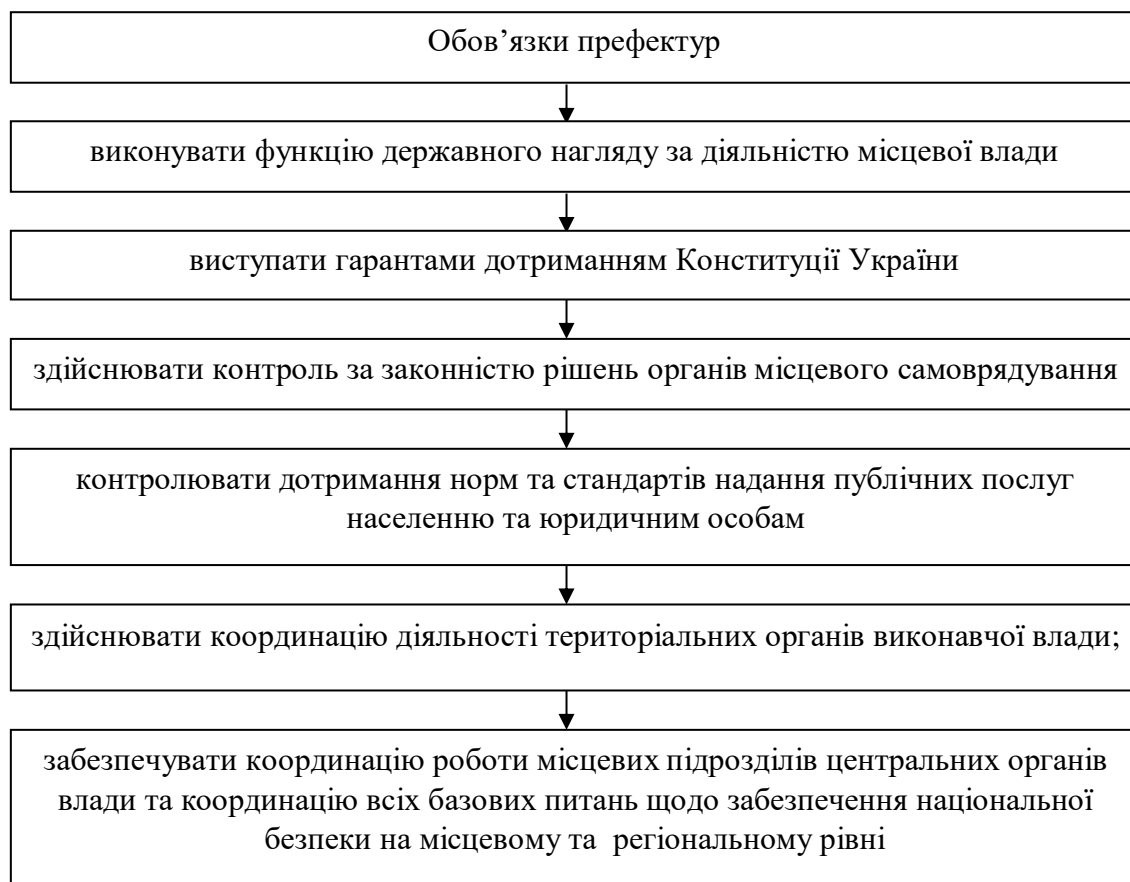 Обов’язки префектур
виконувати функцію державного нагляду за діяльністю місцевої влади
виступати гарантами дотриманням Конституції України
здійснювати контроль за законністю рішень органів місцевого самоврядування
контролювати дотримання норм та стандартів надання публічних послуг
населенню та юридичним особам
здійснювати координацію діяльності територіальних органів виконавчої влади;
забезпечувати координацію роботи місцевих підрозділів центральних органів
влади та координацію всіх базових питань щодо забезпечення національної
безпеки на місцевому та регіональному рівні